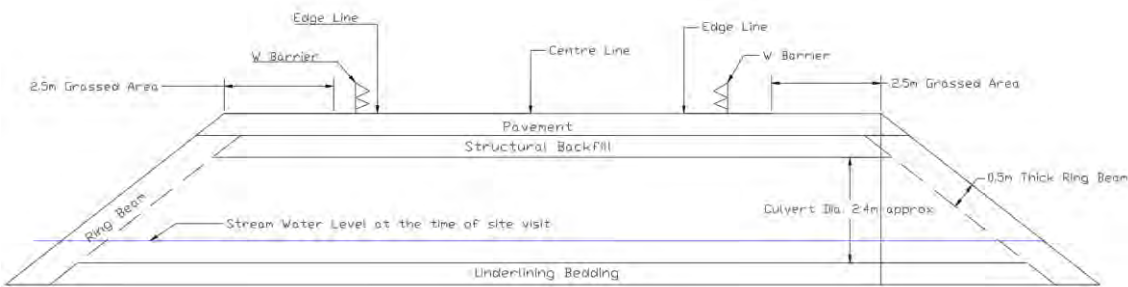 Edge Line
Edge Line
W Barrier
Centre Line
W Barrier
2.5m Grassed Area
2.5m Grassed Area
Pavement
Structural Backfill
0.5m Thick Ring Beam
Culvert Dia. 2.4m approx
Ring Beam
Stream Water Level at the time of site visit
Underlining Bedding